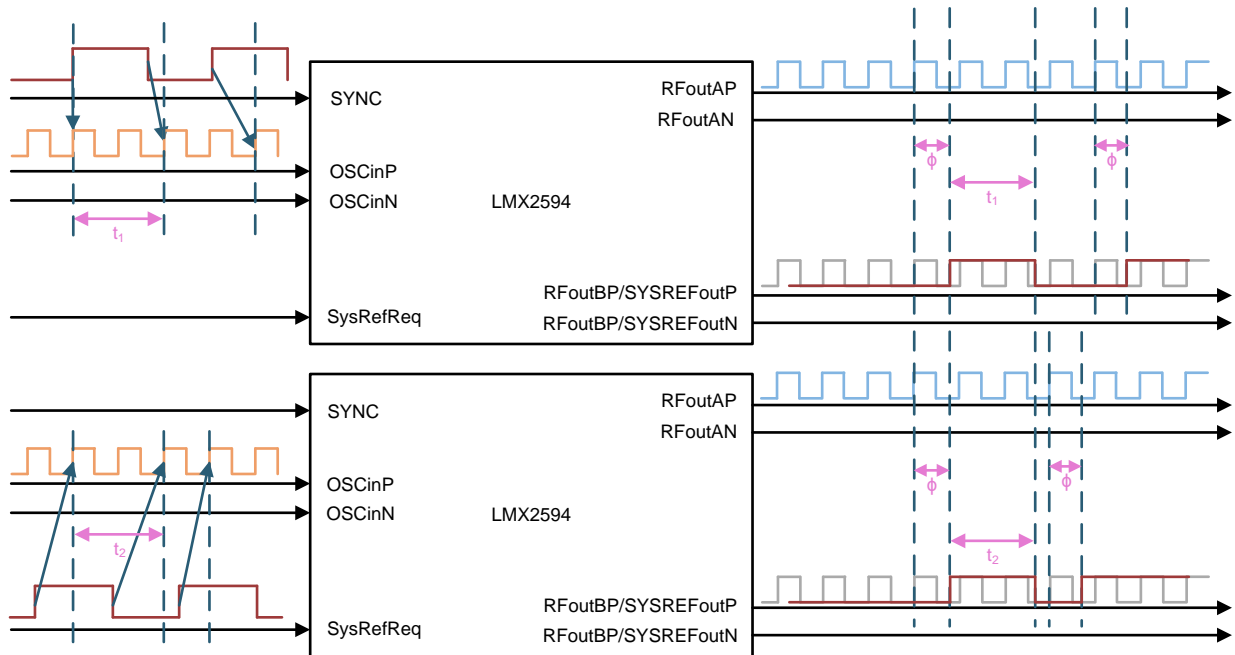 SYNC
OSCinP
OSCinN
t1
SysRefReq
LMX2594
RFoutAP
RFoutAN
ϕ
ϕ
t1
RFoutBP/SYSREFoutP
RFoutBP/SYSREFoutN
SYNC
OSCinP
OSCinN
t2
SysRefReq
LMX2594
RFoutAP
RFoutAN
ϕ
ϕ
t2
RFoutBP/SYSREFoutP
RFoutBP/SYSREFoutN